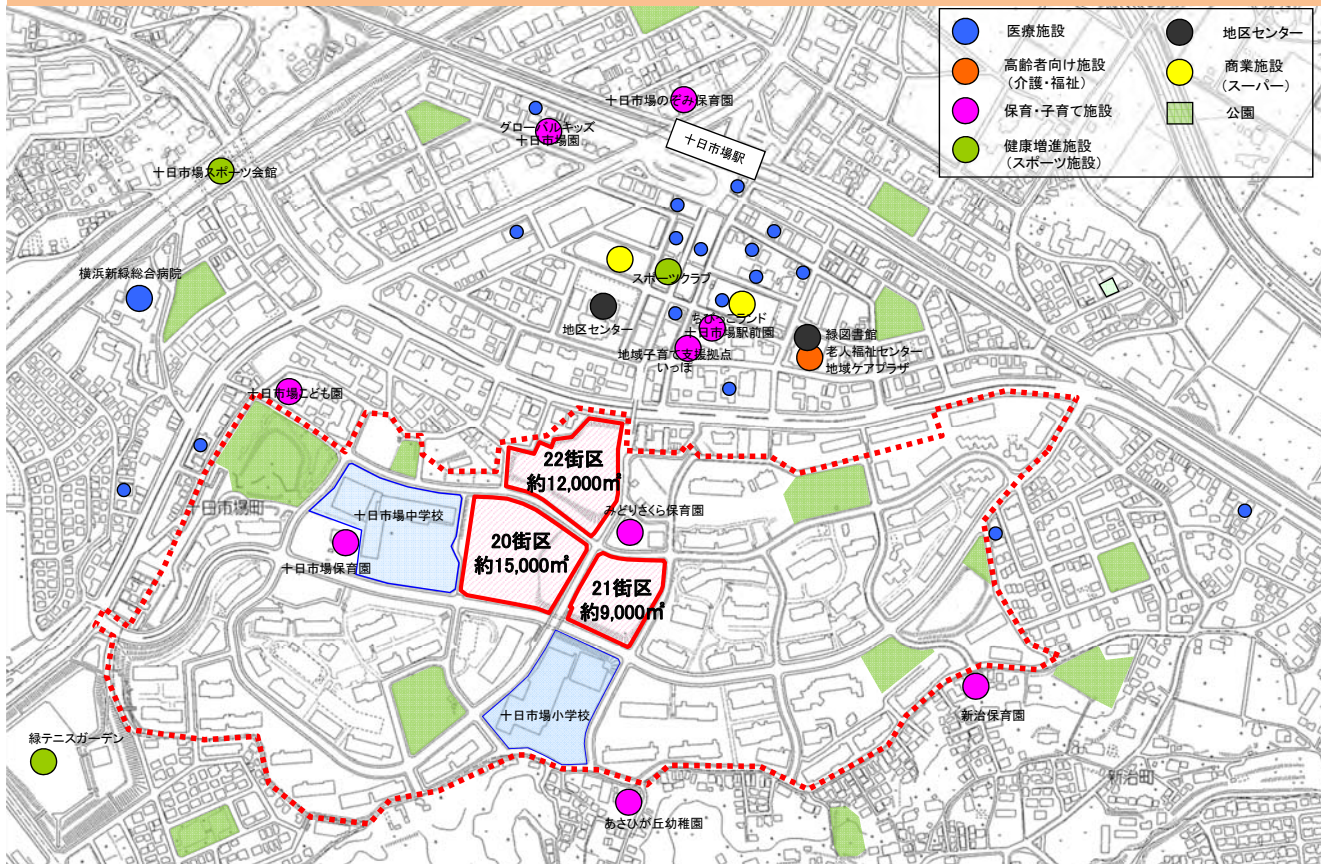 医療施設
地区センター
高齢者向け施設
(介護・福祉)
商業施設
(スーパー)
保育・子育て施設
公園
健康増進施設
(スポーツ施設)
十日市場のぞみ保育園
グローバルキッズ
十日市場園
十日市場駅
十日市場スポーツ会館
横浜新緑総合病院
スポーツクラブ
地区センター
ちびっこランド
十日市場駅前園
緑図書館
地域子育て支援拠点
いっぽ
老人福祉センター
地域ケアプラザ
十日市場こども園
22街区
約12,000㎡
十日市場町
十日市場中学校
みどりさくら保育園
20街区
約15,000㎡
十日市場保育園
21街区
約9,000㎡
十日市場小学校
新治保育園
緑テニスガーデン
新治町
あさひが丘幼稚園